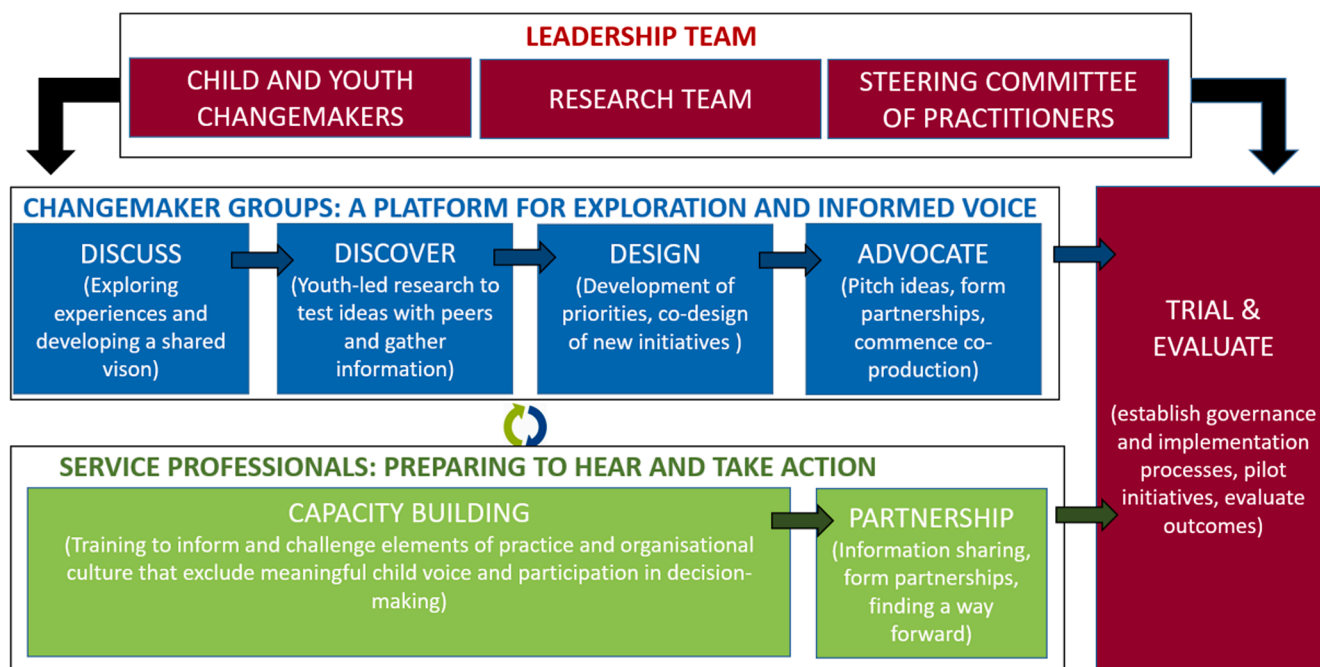 LEADERSHIP TEAM
CHILD AND YOUTH
CHANGEMAKERS
RESEARCH TEAM
STEERING COMMITTEE
OF PRACTITIONERS
CHANGEMAKER GROUPS: A PLATFORM FOR EXPLORATION AND INFORMED VOICE
DISCUSS
(Exploring
experiences and
developing a shared
vison)
DISCOVER
(Youth-led research to
test ideas with peers
and gather
information)
DESIGN
(Development of
priorities, co-design
of new initiatives )
ADVOCATE
(Pitch ideas, form
partnerships,
commence co-
production)
TRIAL &
EVALUATE
(establish governance
and implementation
processes, pilot
initiatives, evaluate
outcomes)
SERVICE PROFESSIONALS: PREPARING TO HEAR AND TAKE ACTION
CAPACITY BUILDING
(Training to inform and challenge elements of practice and organisational
culture that exclude meaningful child voice and participation in decision-
making)
PARTNERSHIP
(Information sharing,
form partnerships,
finding a way
forward)